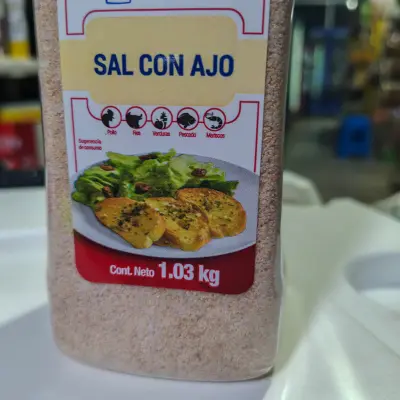 SAL CON AJO
Pollo Res Verduras Pescado Mariscos
Sugerencia
de consumo
Cont. Neto 1.03 kg